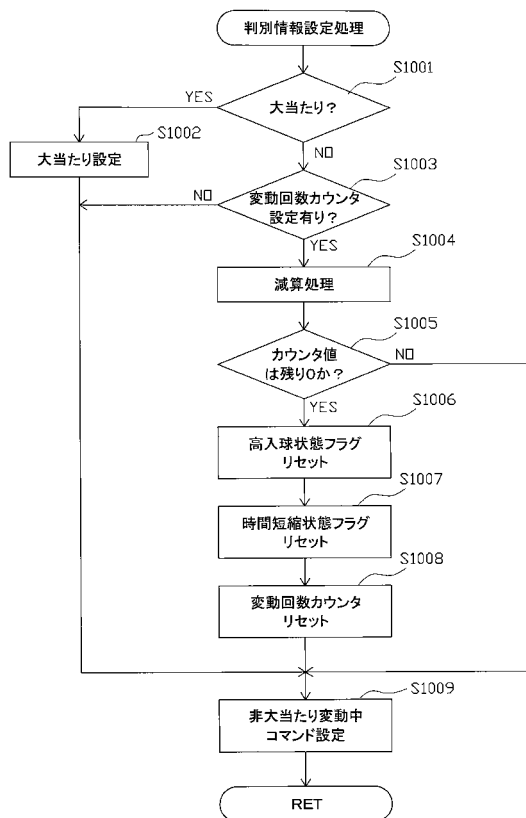 判別情報設定処理
S1001
大当たり?
YES
NO
S1002
大当たり設定
S1003
変動回数カウンタ
設定有り?
NO
YES
S1004
減算処理
S1005
カウンタ値
は残り0か?
NO
YES
S1006
高入球状態フラグ
リセット
S1007
時間短縮状態フラグ
リセット
S1008
変動回数カウンタ
リセット
S1009
非大当たり変動中
コマンド設定
RET